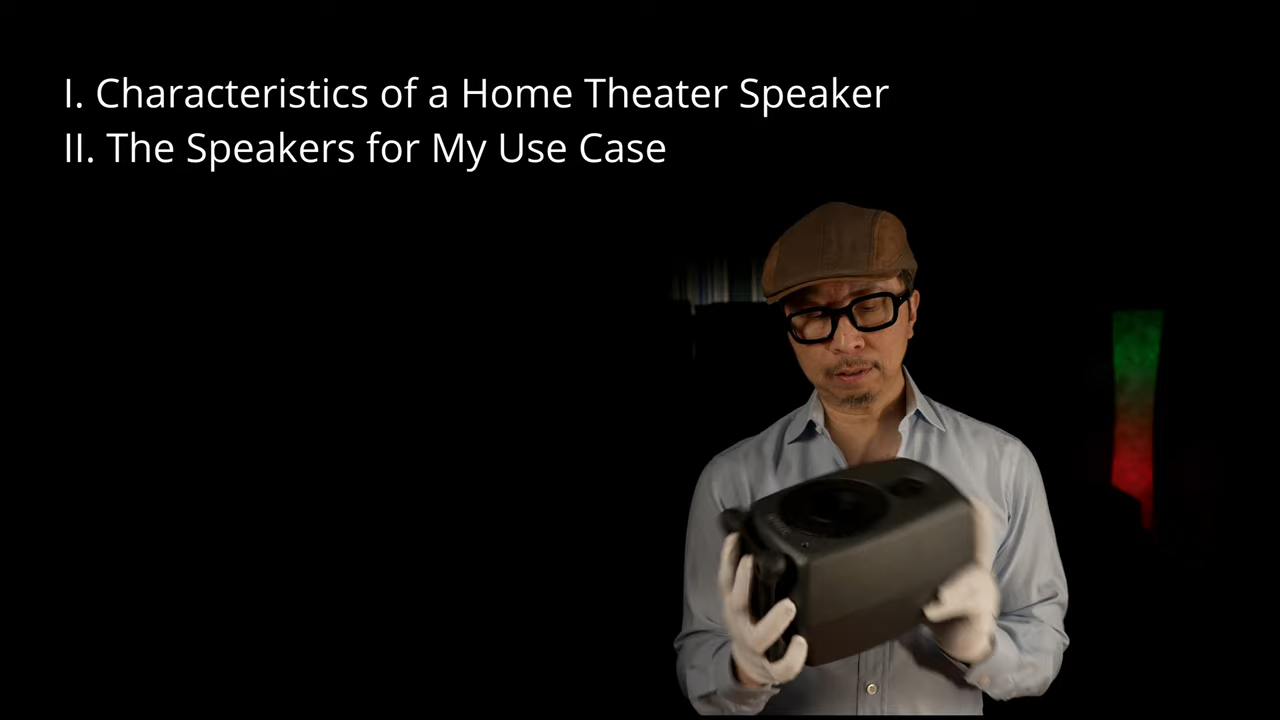 I. Characteristics of a Home Theater Speaker
II. The Speakers for My Use Case